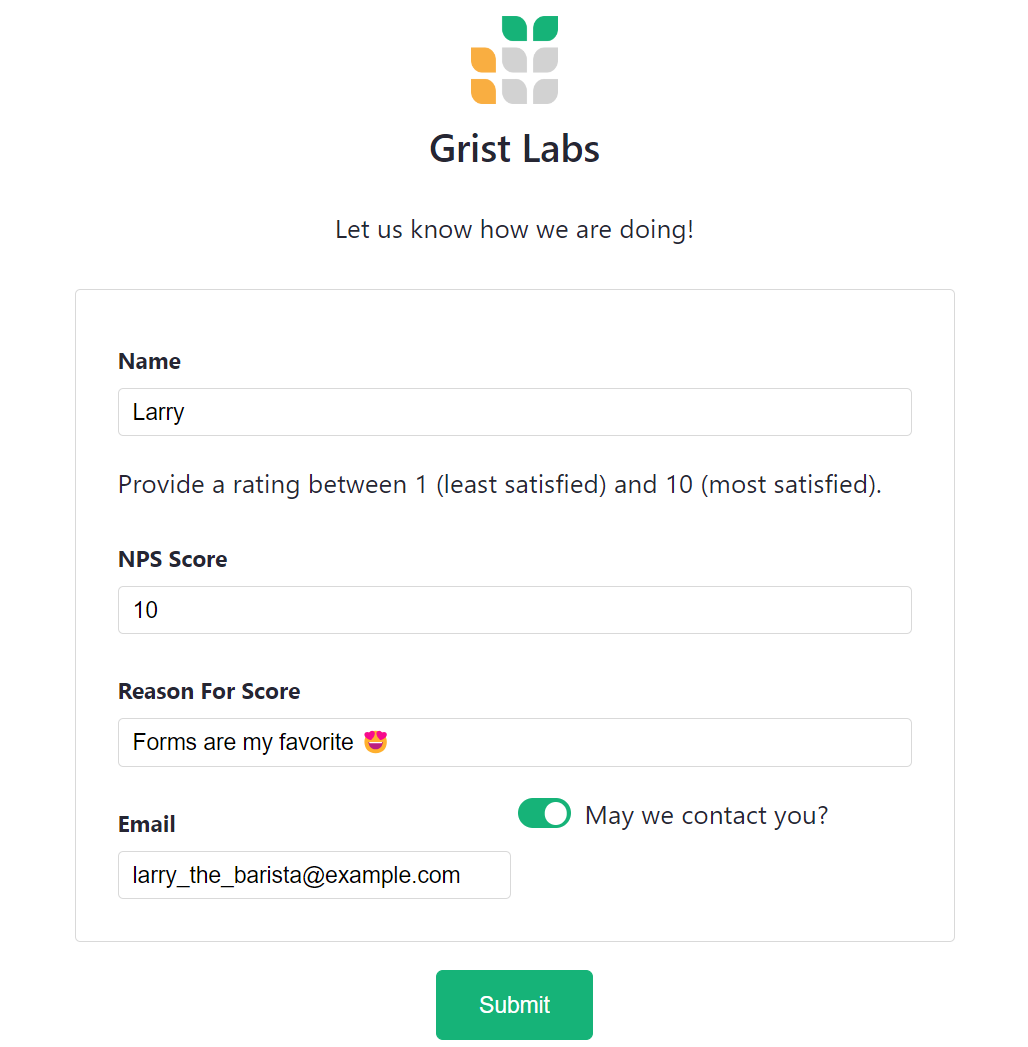 Grist Labs
Let us know how we are doing!
Name
Larry
Provide a rating between 1 (least satisfied) and 10 (most satisfied).
NPS Score
10
Reason For Score
Forms are my favorite 😍
Email
May we contact you?
larry_the_barista@example.com
Submit